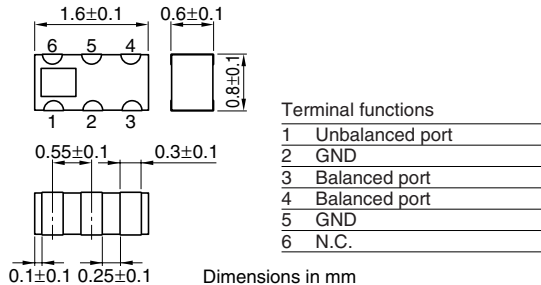 1.6±0.1
0.6±0.1
6 5 4
0.8±0.1
1 2 3
0.55±0.1
0.3±0.1
0.1±0.1
0.25±0.1
Dimensions in mm
Terminal functions
1 Unbalanced port
2 GND
3 Balanced port
4 Balanced port
5 GND
6 N.C.